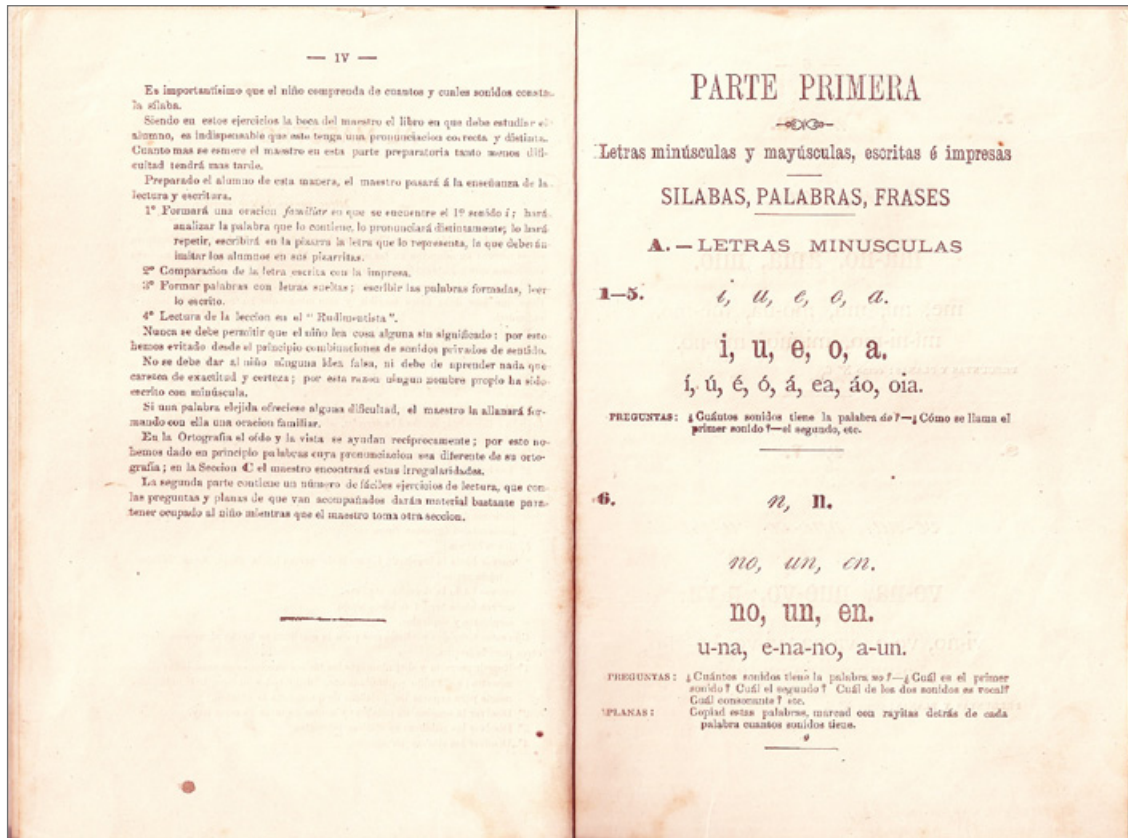 — IV —
Es importantísimo que el niño comprenda de cuantos y cuales sonidos consta
la sílaba.
Siendo en estos ejercicios la boca del maestro el libro en que debe estudiar el
alumno, es indispensable que este tenga una pronunciacion correcta y distinta.
Cuanto mas se esmere el maestro en esta parte preparatoria tanto menos difi-
cultad tendrá mas tarde.
Preparado el alumno de esta manera, el maestro pasará á la enseñanza de la
lectura y escritura.
1º Formará una oracion familiar en que se encuentre el 1º sonido i; hará
analizar la palabra que lo contiene, lo pronunciará distintamente; lo hará
repetir, escribirá en la pizarra la letra que lo representa, la que deberán
imitar los alumnos en sus pizarritas.
2º Comparacion de la letra escrita con la impresa.
3º Formar palabras con letras sueltas; escribir las palabras formadas, leer
lo escrito.
4º Lectura de la leccion en el "Rudimentista".
Nunca se debe permitir que el niño lea cosa alguna sin significado; por esto
hemos evitado desde el principio combinaciones de sonidos privados de sentido.
No se debe dar al niño ninguna idea falsa, ni debe de aprender nada que
carezca de exactitud y certeza; por esta razon ningun nombre propio ha sido
escrito con minúscula.
Si una palabra elejida ofreciese alguna dificultad, el maestro la allanará for-
mando con ella una oracion familiar.
En la Ortografia el oído y la vista se ayudan recíprocamente; por esto no
hemos dado en principio palabras cuya pronunciacion sea diferente de su orto-
grafia; en la Seccion C el maestro encontrará estas irregularidades.
La segunda parte contiene un número de fáciles ejercicios de lectura, que con
las preguntas y planas de que van acompañados darán material bastante para
tener ocupado al niño mientras que el maestro toma otra seccion.
PARTE PRIMERA
Letras minúsculas y mayúsculas, escritas é impresas
SILABAS, PALABRAS, FRASES
A. — LETRAS MINUSCULAS
1—5. i, u, e, o, a.
i, u, e, o, a.
í, ú, é, ó, á, ea, áo, oia.
PREGUNTAS: ¿Cuántos sonidos tiene la palabra de?—¿Cómo se llama el
primer sonido?—el segundo, etc.
6. n, n.
no, un, en.
no, un, en.
u-na, e-na-no, a-un.
PREGUNTAS: ¿Cuántos sonidos tiene la palabra no?—¿Cuál es el primer
sonido? Cuál el segundo? Cuál de los dos sonidos es vocal?
Cuál consonante? etc.
PLANAS: Copiad estas palabras, marcad con rayitas detrás de cada
palabra cuantos sonidos tiene.